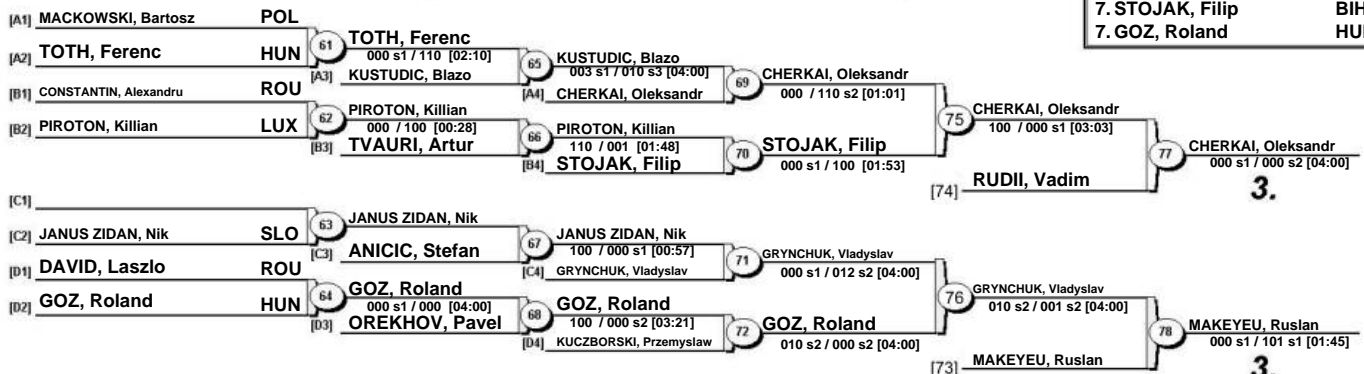 7. STOJAK, Filip BIH
7. GOZ, Roland HU
[A1] MACKOWSKI, Bartosz POL
[A2] TOTH, Ferenc HUN
61 TOTH, Ferenc
000 s1 / 110 [02:10]
[A3] KUSTUDIC, Blazo
65 KUSTUDIC, Blazo
003 s1 / 010 s3 [04:00]
[A4] CHERKAI, Oleksandr
69 CHERKAI, Oleksandr
000 / 110 s2 [01:01]
[B1] CONSTANTIN, Alexandru ROU
[B2] PIROTON, Killian LUX
62 PIROTON, Killian
000 / 100 [00:28]
[B3] TVAURI, Artur
66 PIROTON, Killian
110 / 001 [01:48]
[B4] STOJAK, Filip
70 STOJAK, Filip
000 s1 / 100 [01:53]
75 CHERKAI, Oleksandr
100 / 000 s1 [03:03]
[74] RUDII, Vadim
77 CHERKAI, Oleksandr
000 s1 / 000 s2 [04:00]
3.
[C1]
[C2] JANUS ZIDAN, Nik SLO
63 JANUS ZIDAN, Nik
[C3] ANICIC, Stefan
67 JANUS ZIDAN, Nik
100 / 000 s1 [00:57]
[C4] GRYNCHUK, Vladyslav
71 GRYNCHUK, Vladyslav
000 s1 / 012 s2 [04:00]
[D1] DAVID, Laszlo ROU
[D2] GOZ, Roland HUN
64 GOZ, Roland
000 s1 / 000 [04:00]
[D3] OREKHOV, Pavel
68 GOZ, Roland
100 / 000 s2 [03:21]
[D4] KUCZBORSKI, Przemyslaw
72 GOZ, Roland
010 s2 / 000 s2 [04:00]
76 GRYNCHUK, Vladyslav
010 s2 / 001 s2 [04:00]
[73] MAKEYEU, Ruslan
78 MAKEYEU, Ruslan
000 s1 / 101 s1 [01:45]
3.